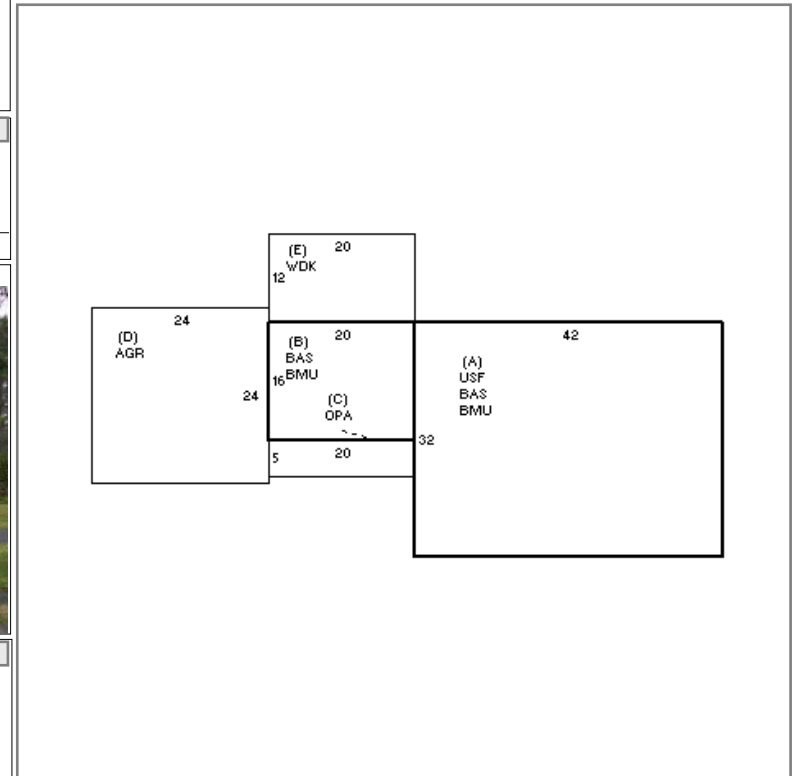 (E)
20
WDK
12
24
(D)
AGR
24
(B)
20
BAS
BMU
16
(C)
OPA
5
20
42
(A)
USF
BAS
BMU
32